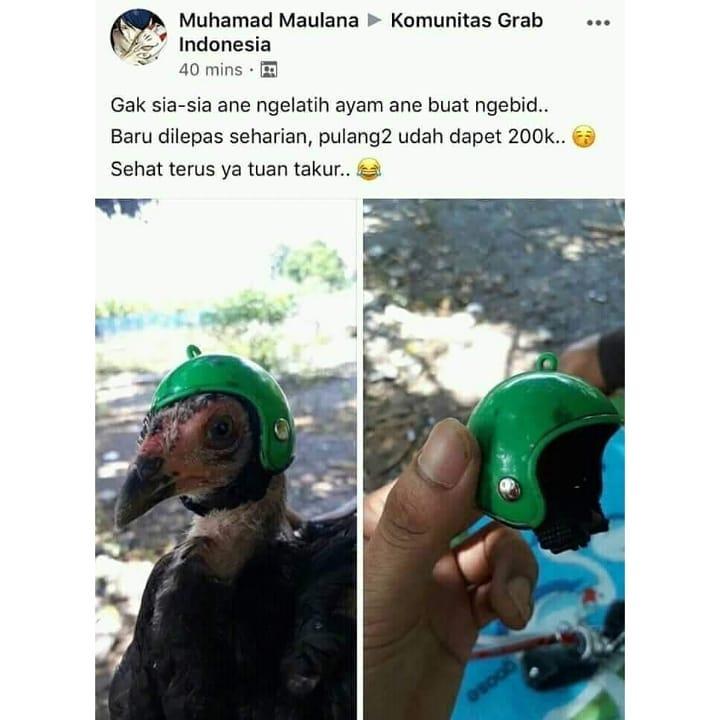 Muhamad Maulana ▶ Komunitas Grab
Indonesia
40 mins ·
Gak sia-sia ane ngelatih ayam ane buat ngebid..
Baru dilepas seharian, pulang2 udah dapet 200k.. 😚
Sehat terus ya tuan takur.. 😂
goose